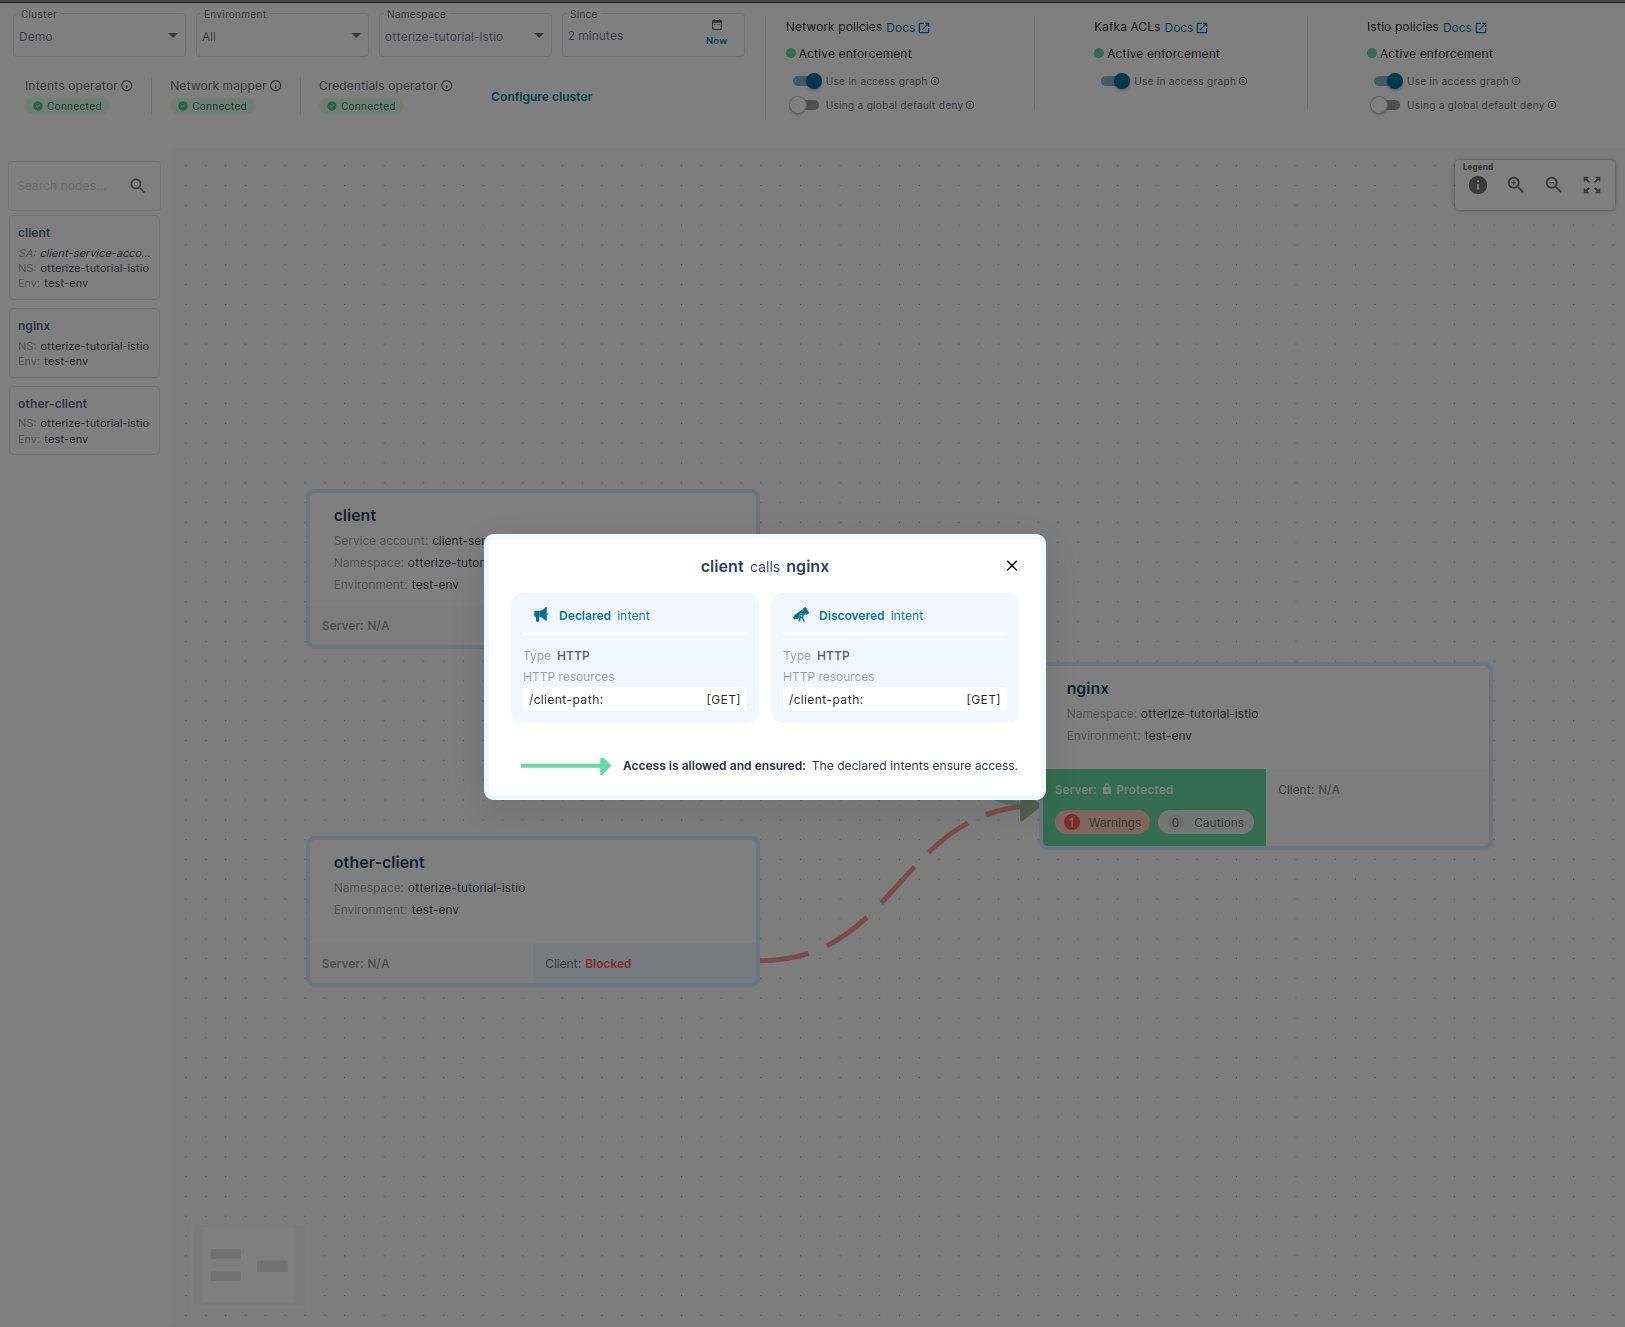 Cluster
Demo
Environment
All
Namespace
otterize-tutorial-istio
Since
2 minutes
Now
Intents operator
Connected
Network mapper
Connected
Credentials operator
Connected
Configure cluster
Network policies Docs
Active enforcement
Use in access graph
Using a global default deny
Kafka ACLs Docs
Active enforcement
Use in access graph
Istio policies Docs
Active enforcement
Use in access graph
Using a global default deny
Search nodes...
Legend
client
SA: client-service-acco...
NS: otterize-tutorial-istio
Env: test-env
nginx
NS: otterize-tutorial-istio
Env: test-env
other-client
NS: otterize-tutorial-istio
Env: test-env
client
Service account: client-ser
Namespace: otterize-tutor
Environment: test-env
Server: N/A
client calls nginx
Declared intent
Type HTTP
HTTP resources
/client-path: [GET]
Discovered intent
Type HTTP
HTTP resources
/client-path: [GET]
Access is allowed and ensured: The declared intents ensure access.
nginx
Namespace: otterize-tutorial-istio
Environment: test-env
Server: Protected
1 Warnings
0 Cautions
Client: N/A
other-client
Namespace: otterize-tutorial-istio
Environment: test-env
Server: N/A
Client: Blocked